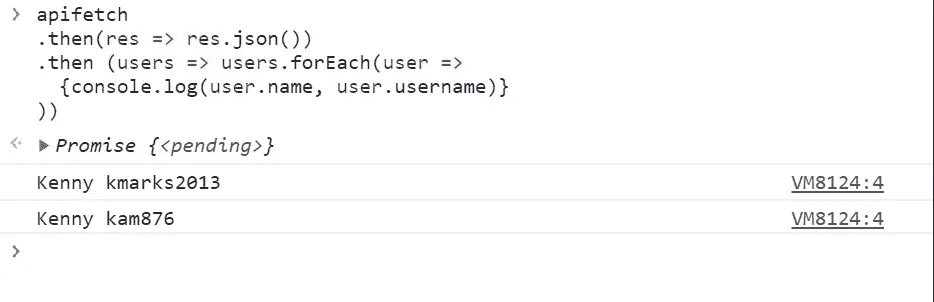 > apifetch
.then(res => res.json())
.then (users => users.forEach(user =>
{console.log(user.name, user.username)}
))
<· ▶ Promise {<pending>}
Kenny kmarks2013 VM8124:4
Kenny kam876 VM8124:4
>